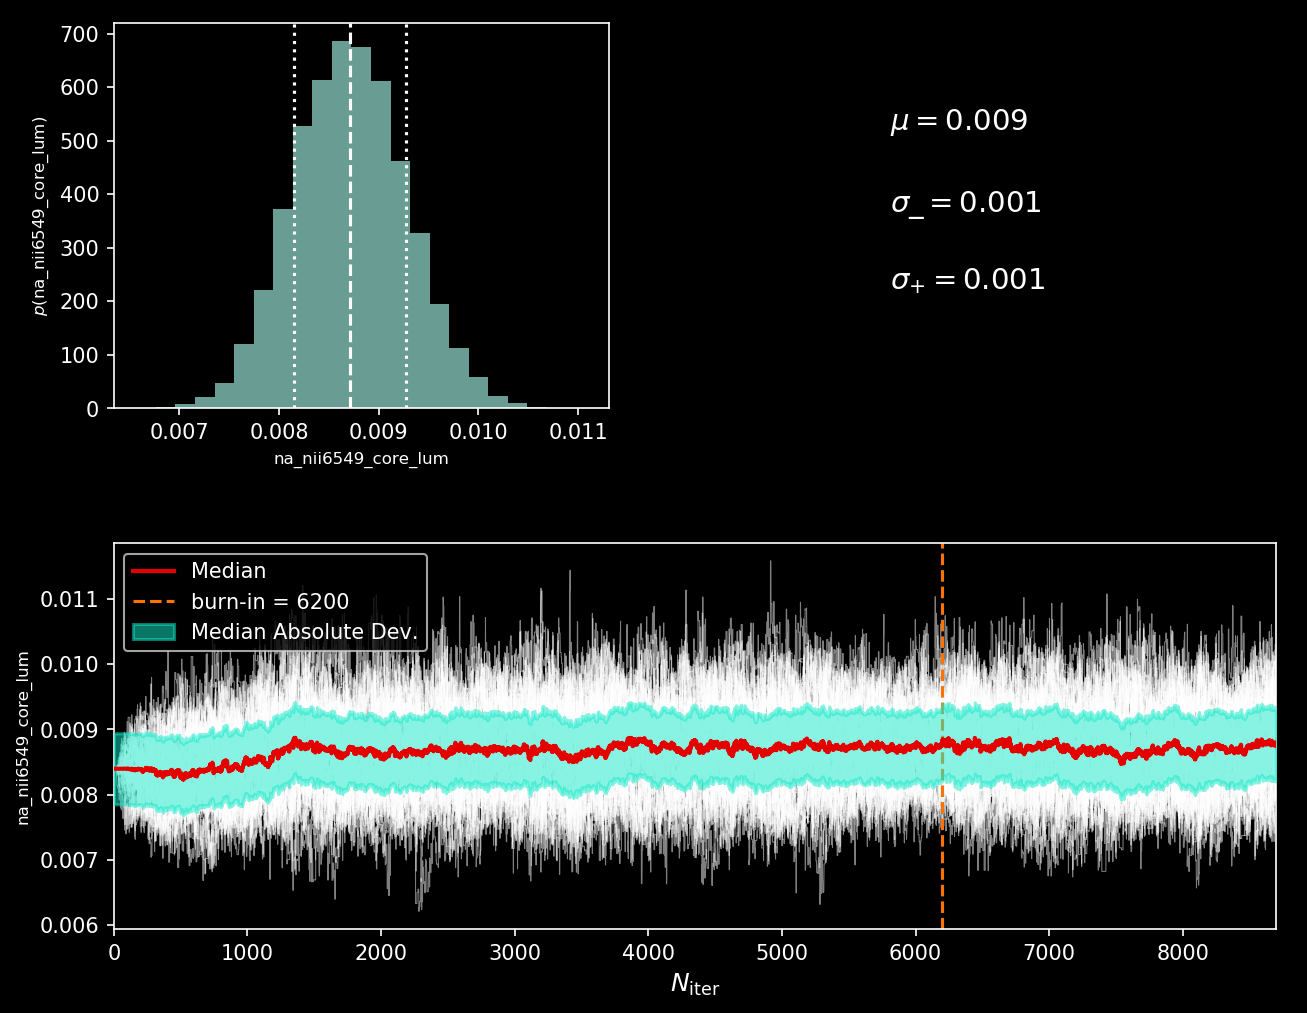 700
600
500
400
300
200
100
0
p(na_nii6549_core_lum)
0.007 0.008 0.009 0.010 0.011
na_nii6549_core_lum
μ = 0.009
σ₋ = 0.001
σ₊ = 0.001
Median
burn-in = 6200
Median Absolute Dev.
0.011
0.010
0.009
0.008
0.007
0.006
na_nii6549_core_lum
0 1000 2000 3000 4000 5000 6000 7000 8000
N_iter